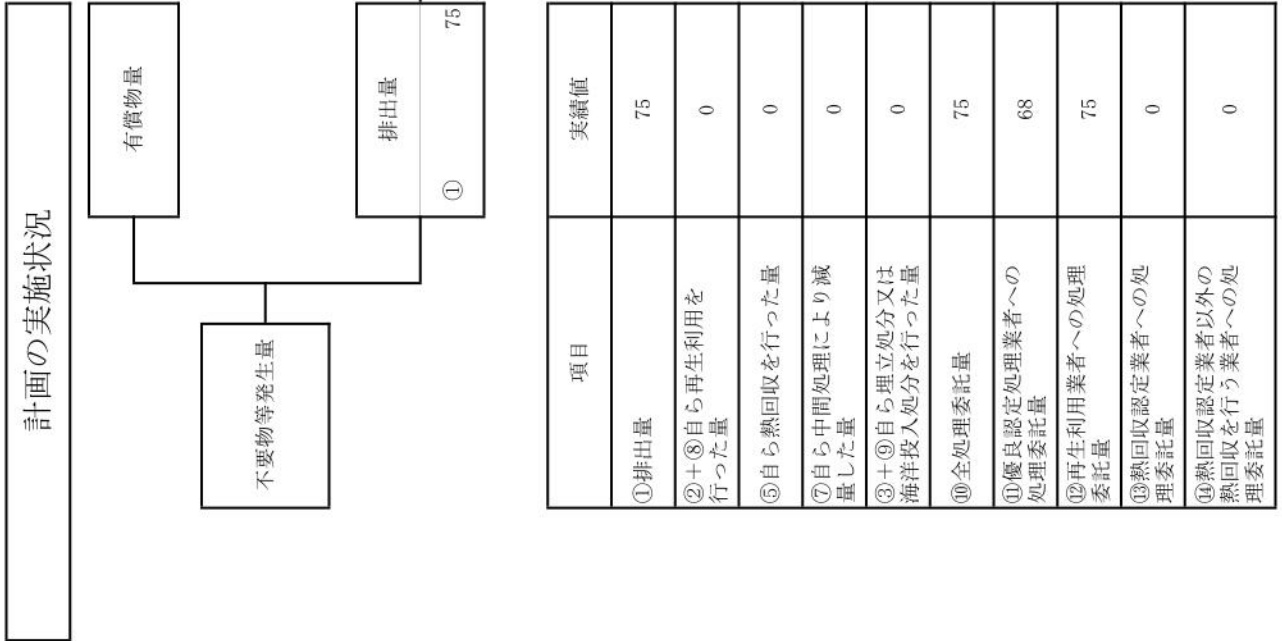 計画の実施状況
有償物量
不要物等発生量
排出量
①
75
項目
実績値
①排出量
75
②+⑧自ら再生利用を
行った量
0
⑤自ら熱回収を行った量
0
⑦自ら中間処理により減
量した量
0
③+⑨自ら埋立処分又は
海洋投入処分を行った量
0
⑩全処理委託量
75
⑪優良認定処理業者への
処理委託量
68
⑫再生利用業者への処理
委託量
75
⑬熱回収認定業者への処
理委託量
0
⑭熱回収認定業者以外の
熱回収を行う業者への処
理委託量
0